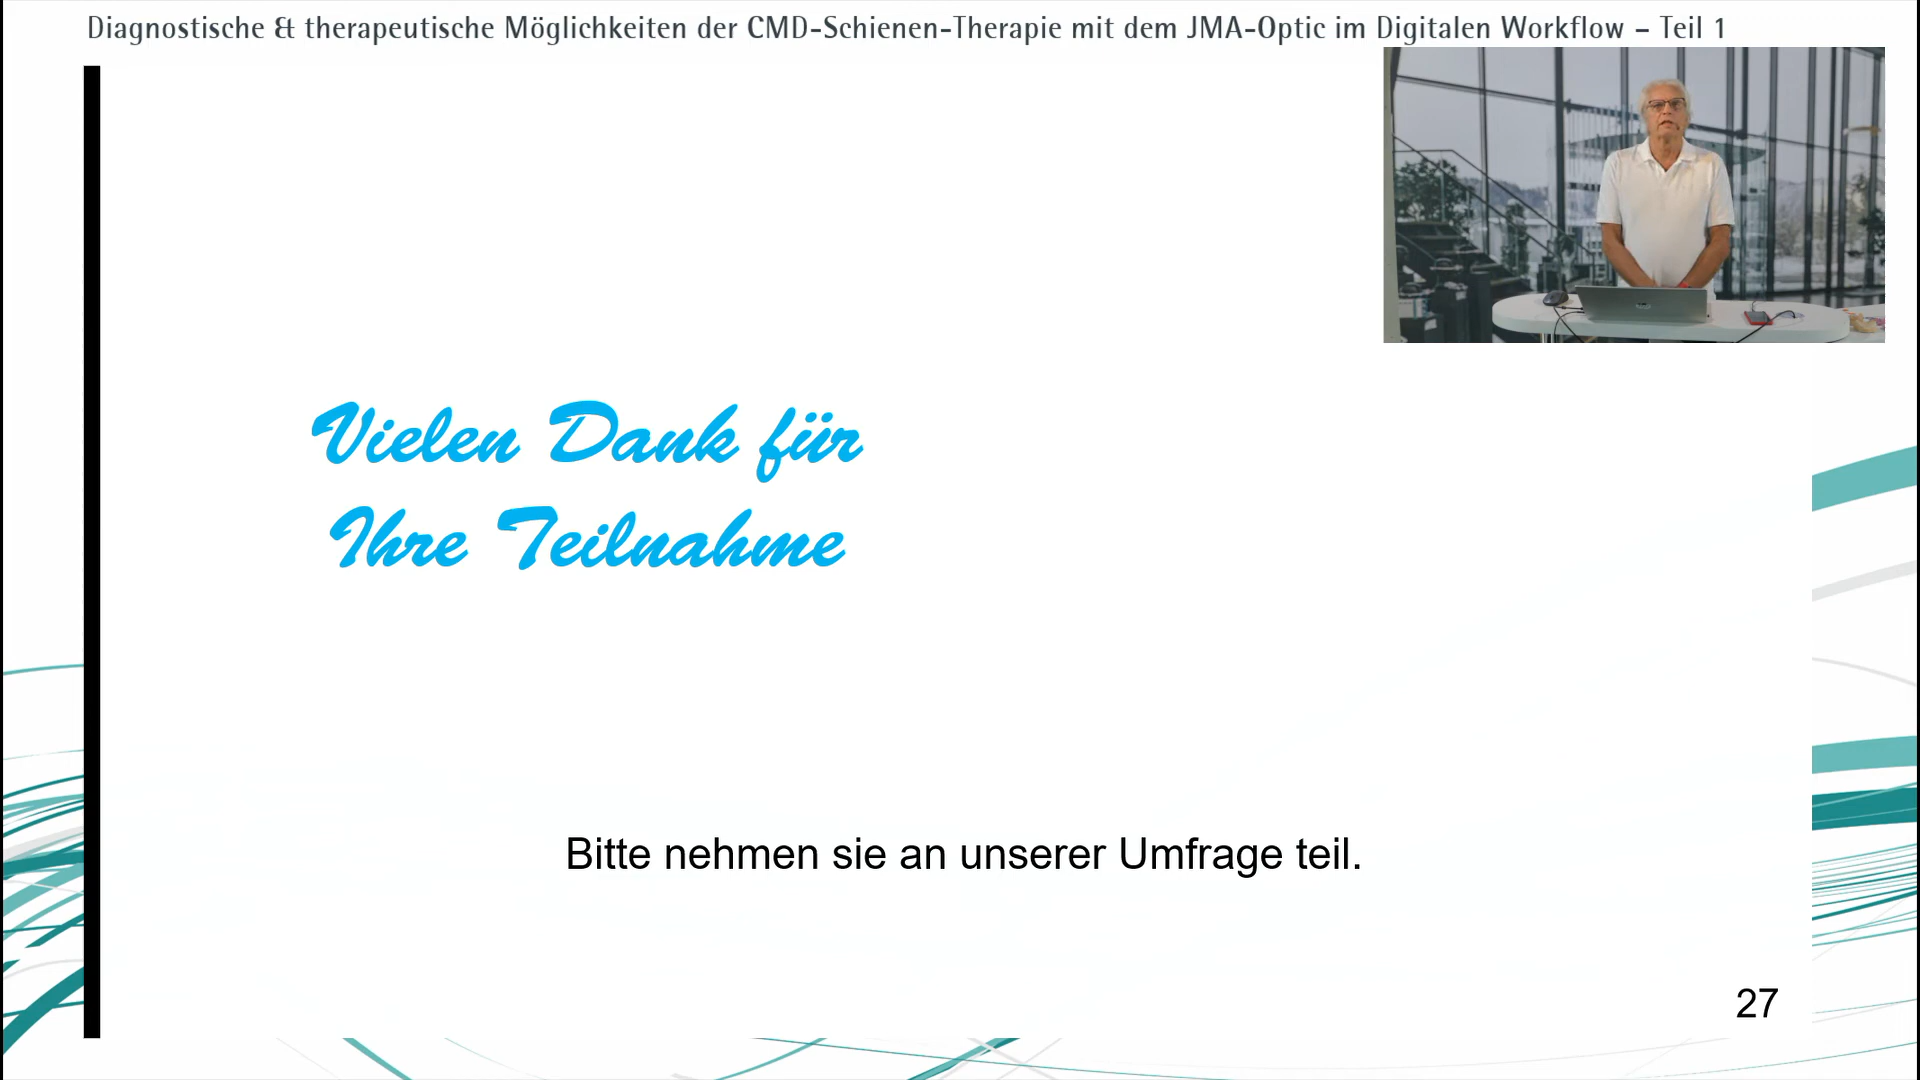 Diagnostische & therapeutische Möglichkeiten der CMD-Schienen-Therapie mit dem JMA-Optic im Digitalen Workflow – Teil 1
Vielen Dank für
Ihre Teilnahme
Bitte nehmen sie an unserer Umfrage teil.
27